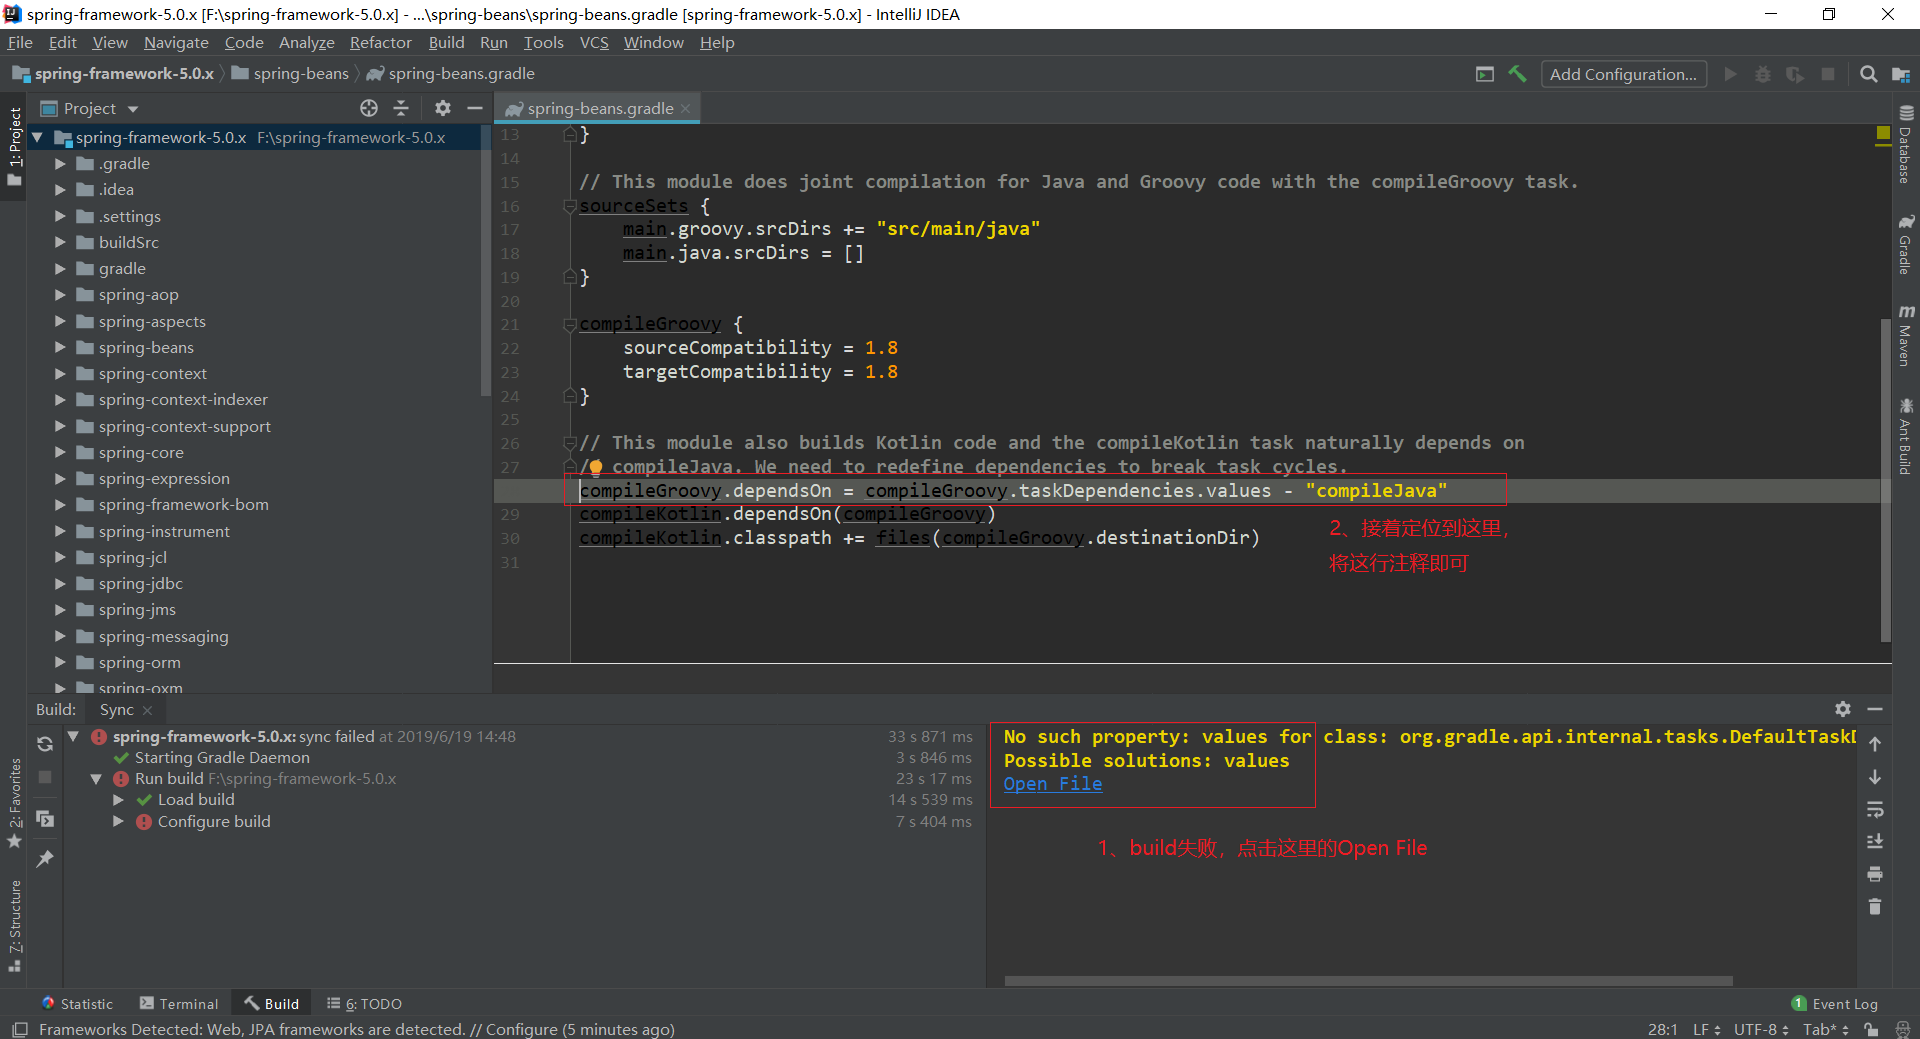 spring-framework-5.0.x [F:\spring-framework-5.0.x] - ...\spring-beans\spring-beans.gradle [spring-framework-5.0.x] - IntelliJ IDEA
File Edit View Navigate Code Analyze Refactor Build Run Tools VCS Window Help
spring-framework-5.0.x spring-beans spring-beans.gradle
Add Configuration...
Project
spring-beans.gradle
1: Project
spring-framework-5.0.x F:\spring-framework-5.0.x
.gradle
.idea
.settings
buildSrc
gradle
spring-aop
spring-aspects
spring-beans
spring-context
spring-context-indexer
spring-context-support
spring-core
spring-expression
spring-framework-bom
spring-instrument
spring-jcl
spring-jdbc
spring-jms
spring-messaging
spring-orm
spring-oxm
13 }
14
15 // This module does joint compilation for Java and Groovy code with the compileGroovy task.
16 sourceSets {
17 main.groovy.srcDirs += "src/main/java"
18 main.java.srcDirs = []
19 }
20
21 compileGroovy {
22 sourceCompatibility = 1.8
23 targetCompatibility = 1.8
24 }
25
26 // This module also builds Kotlin code and the compileKotlin task naturally depends on
27 / compileJava. We need to redefine dependencies to break task cycles.
compileGroovy.dependsOn = compileGroovy.taskDependencies.values - "compileJava"
29 compileKotlin.dependsOn(compileGroovy)
30 compileKotlin.classpath += files(compileGroovy.destinationDir)
31
2、接着定位到这里，
将这行注释即可
Database
Gradle
m
Maven
Ant Build
Build: Sync
spring-framework-5.0.x: sync failed at 2019/6/19 14:48 33 s 871 ms
Starting Gradle Daemon 3 s 846 ms
Run build F:\spring-framework-5.0.x 23 s 17 ms
Load build 14 s 539 ms
Configure build 7 s 404 ms
No such property: values for class: org.gradle.api.internal.tasks.DefaultTaskD
Possible solutions: values
Open File
1、build失败，点击这里的Open File
2: Favorites
7: Structure
Statistic Terminal Build 6: TODO
1 Event Log
Frameworks Detected: Web, JPA frameworks are detected. // Configure (5 minutes ago)
28:1 LF UTF-8 Tab*